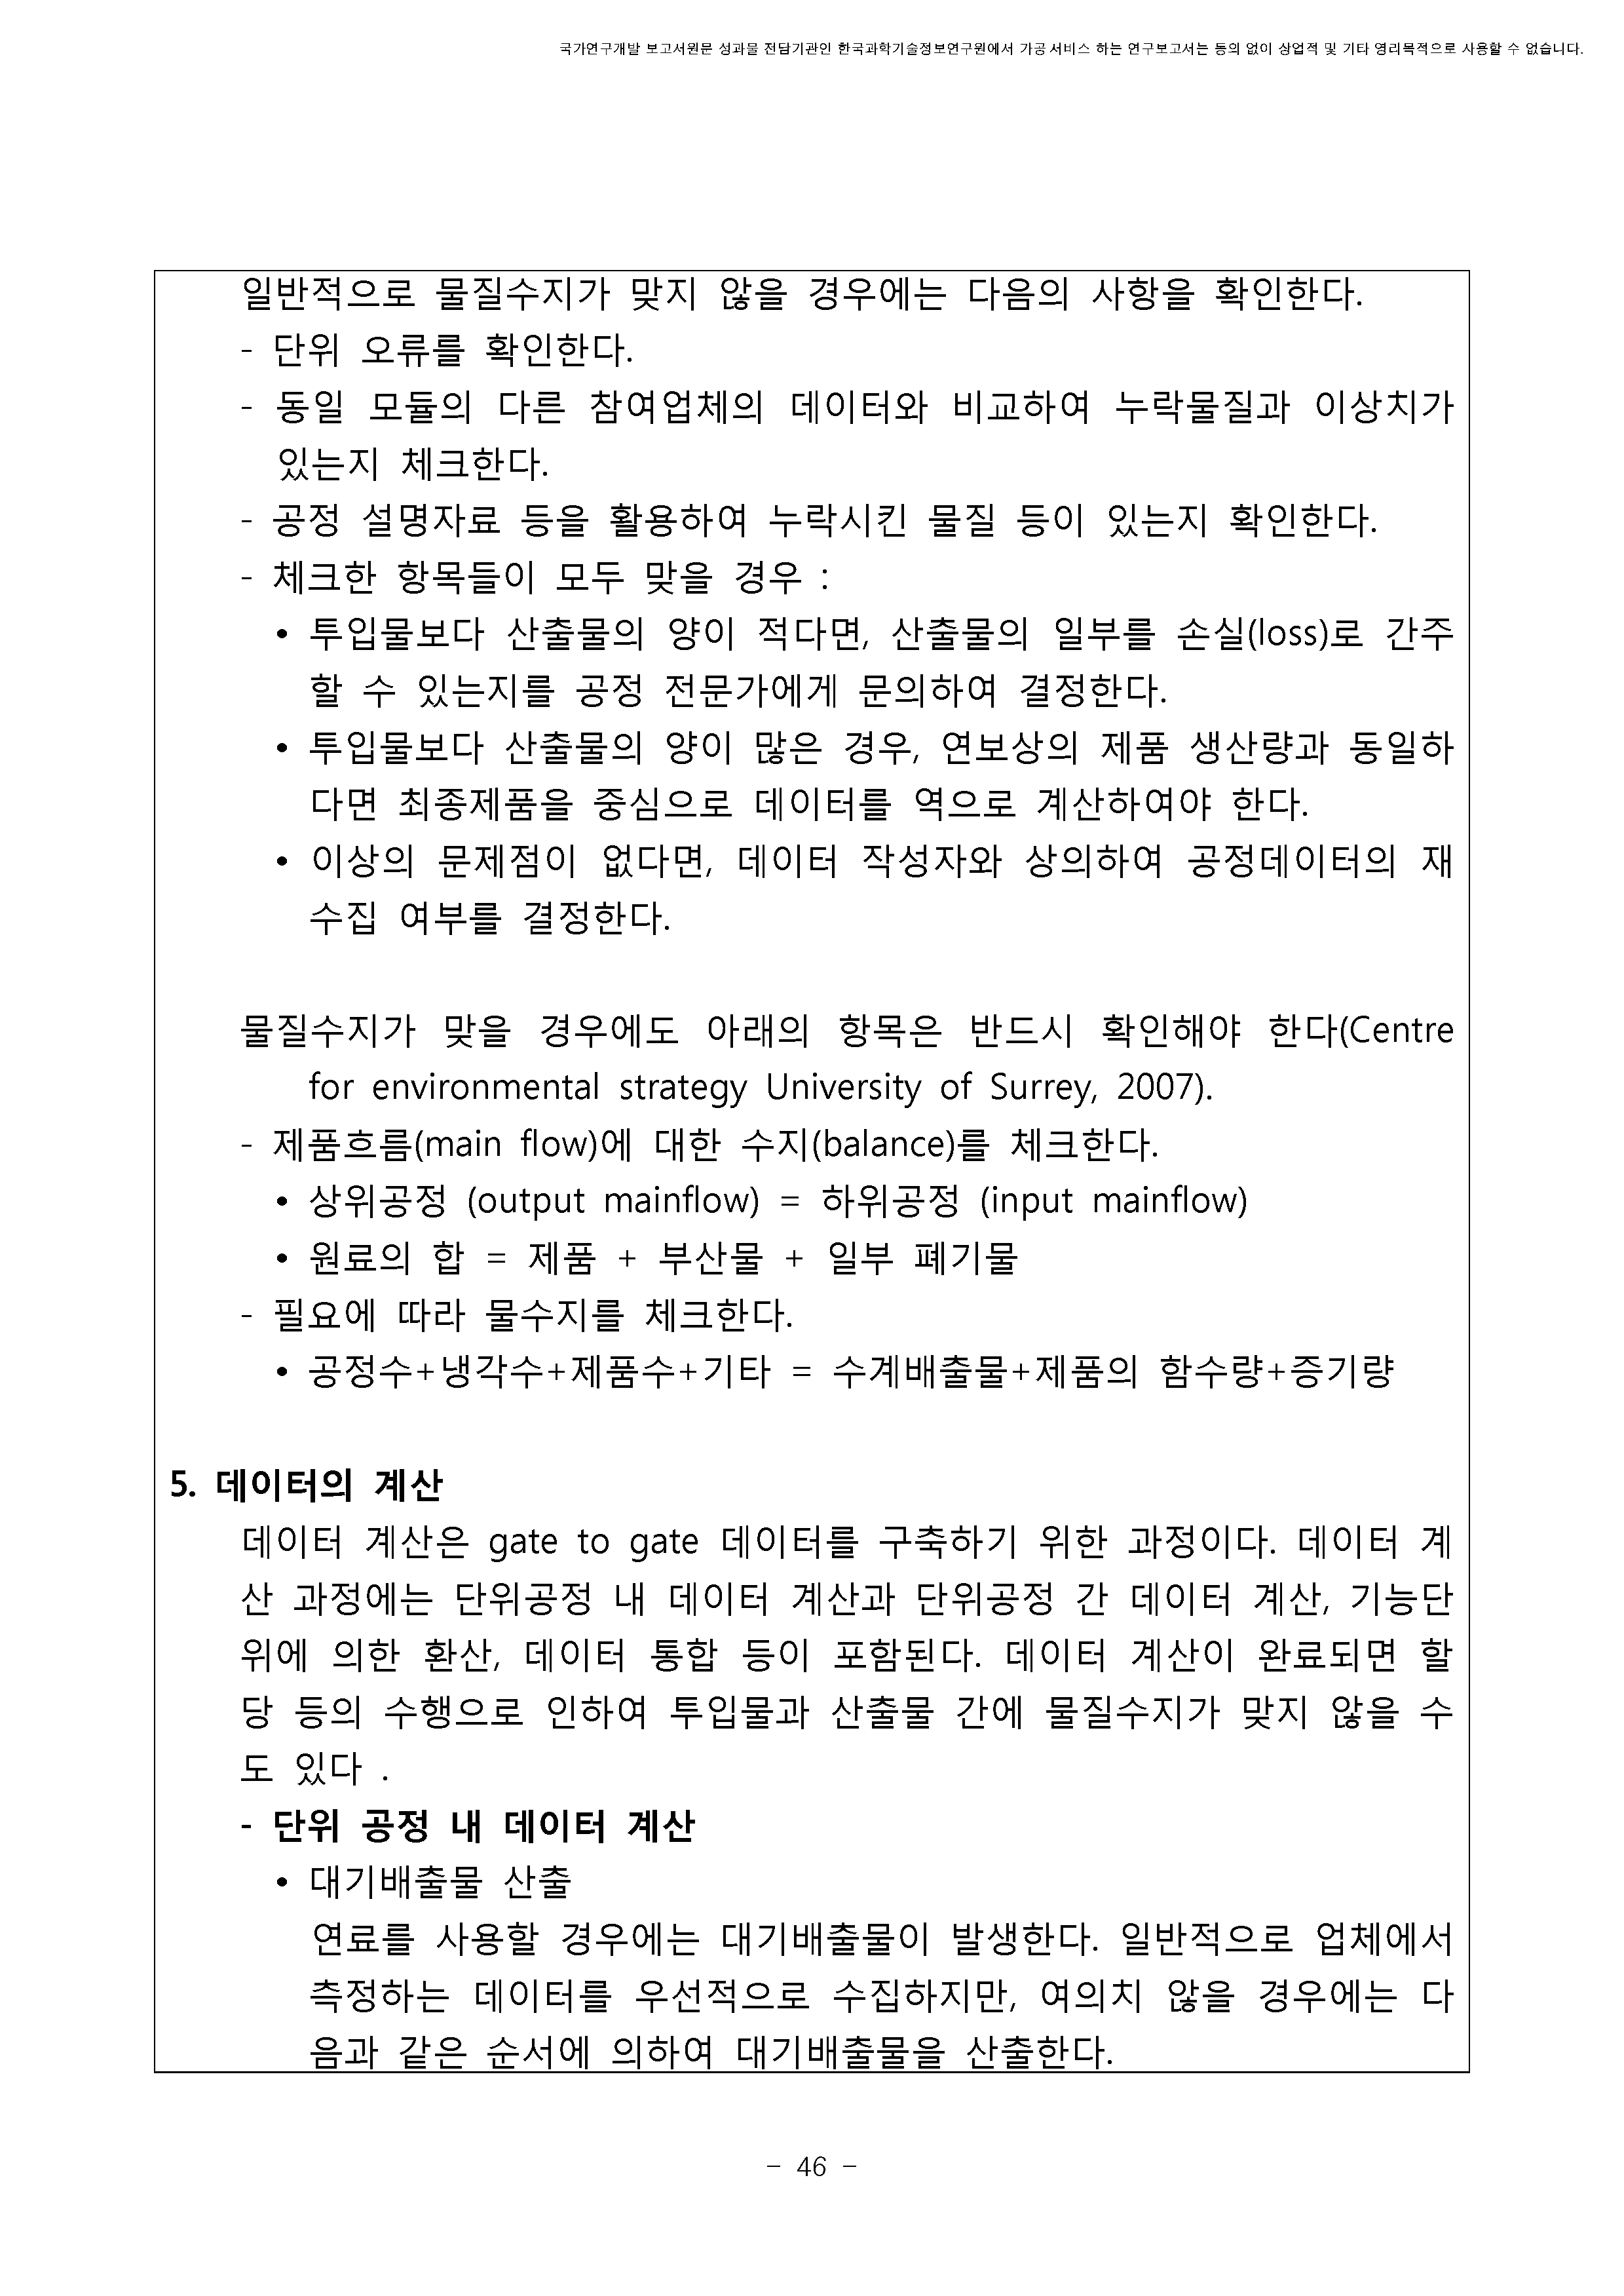 국가연구개발 보고서원문 성과물 전담기관인 한국과학기술정보연구원에서 가공·서비스 하는 연구보고서는 동의 없이 상업적 및 기타 영리목적으로 사용할 수 없습니다.
일반적으로 물질수지가 맞지 않을 경우에는 다음의 사항을 확인한다.
- 단위 오류를 확인한다.
- 동일 모듈의 다른 참여업체의 데이터와 비교하여 누락물질과 이상치가
있는지 체크한다.
- 공정 설명자료 등을 활용하여 누락시킨 물질 등이 있는지 확인한다.
- 체크한 항목들이 모두 맞을 경우 :
• 투입물보다 산출물의 양이 적다면, 산출물의 일부를 손실(loss)로 간주
할 수 있는지를 공정 전문가에게 문의하여 결정한다.
• 투입물보다 산출물의 양이 많은 경우, 연보상의 제품 생산량과 동일하
다면 최종제품을 중심으로 데이터를 역으로 계산하여야 한다.
• 이상의 문제점이 없다면, 데이터 작성자와 상의하여 공정데이터의 재
수집 여부를 결정한다.
물질수지가 맞을 경우에도 아래의 항목은 반드시 확인해야 한다(Centre
for environmental strategy University of Surrey, 2007).
- 제품흐름(main flow)에 대한 수지(balance)를 체크한다.
• 상위공정 (output mainflow) = 하위공정 (input mainflow)
• 원료의 합 = 제품 + 부산물 + 일부 폐기물
- 필요에 따라 물수지를 체크한다.
• 공정수+냉각수+제품수+기타 = 수계배출물+제품의 함수량+증기량
5. 데이터의 계산
데이터 계산은 gate to gate 데이터를 구축하기 위한 과정이다. 데이터 계
산 과정에는 단위공정 내 데이터 계산과 단위공정 간 데이터 계산, 기능단
위에 의한 환산, 데이터 통합 등이 포함된다. 데이터 계산이 완료되면 할
당 등의 수행으로 인하여 투입물과 산출물 간에 물질수지가 맞지 않을 수
도 있다 .
- 단위 공정 내 데이터 계산
• 대기배출물 산출
연료를 사용할 경우에는 대기배출물이 발생한다. 일반적으로 업체에서
측정하는 데이터를 우선적으로 수집하지만, 여의치 않을 경우에는 다
음과 같은 순서에 의하여 대기배출물을 산출한다.
- 46 -